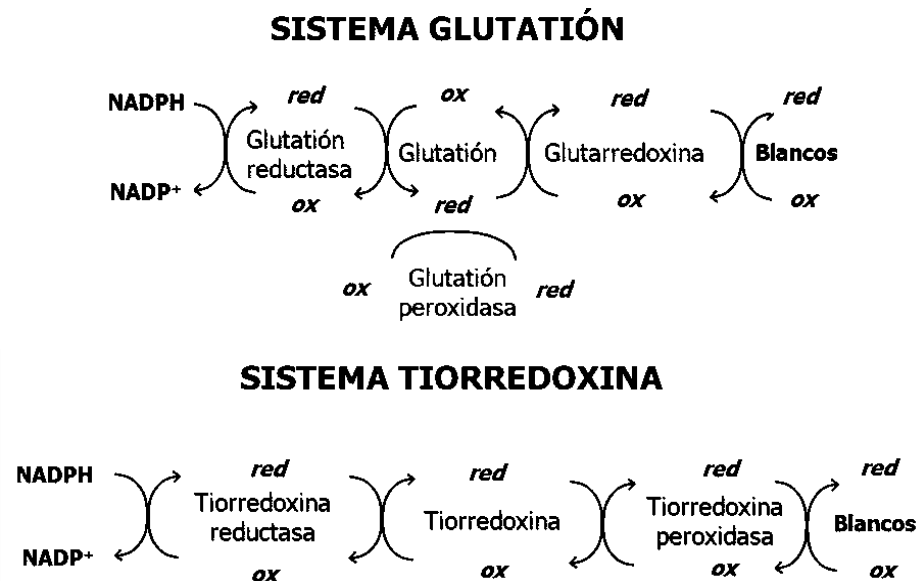 SISTEMA GLUTATIÓN
NADPH red ox red red
Glutatión
reductasa Glutatión Glutarredoxina Blancos
NADP+ ox red ox ox
ox Glutatión
peroxidasa red
SISTEMA TIORREDOXINA
NADPH red red red red
Tiorredoxina
reductasa Tiorredoxina Tiorredoxina
peroxidasa Blancos
NADP+ ox ox ox ox